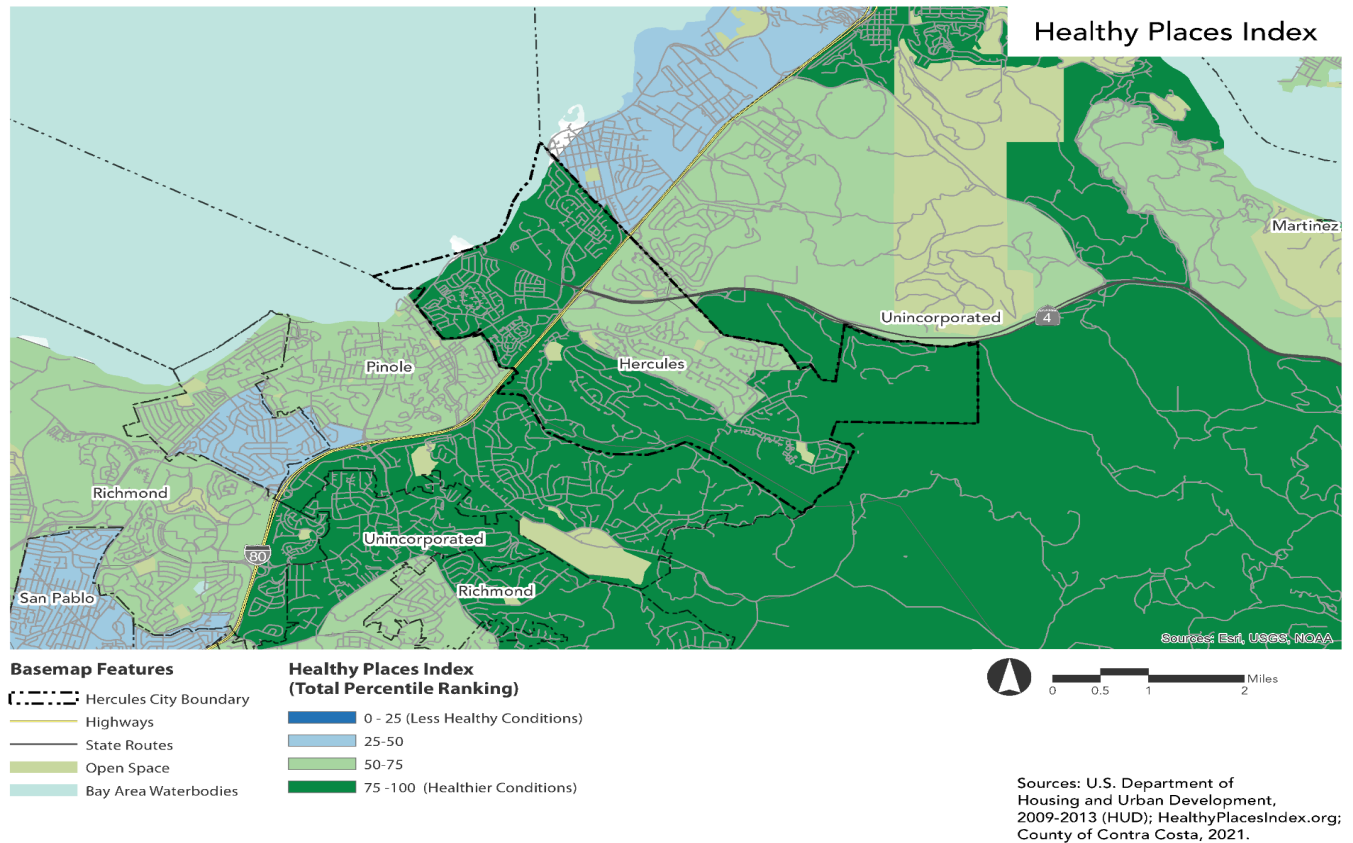 Healthy Places Index
Martinez
Unincorporated
4
Pinole
Hercules
Richmond
Unincorporated
80
Richmond
San Pablo
Sources: Esri, USGS, NOAA
Basemap Features
Hercules City Boundary
Highways
State Routes
Open Space
Bay Area Waterbodies
Healthy Places Index
(Total Percentile Ranking)
0 - 25 (Less Healthy Conditions)
25-50
50-75
75 -100 (Healthier Conditions)
Miles
0 0.5 1 2
Sources: U.S. Department of
Housing and Urban Development,
2009-2013 (HUD); HealthyPlacesIndex.org;
County of Contra Costa, 2021.